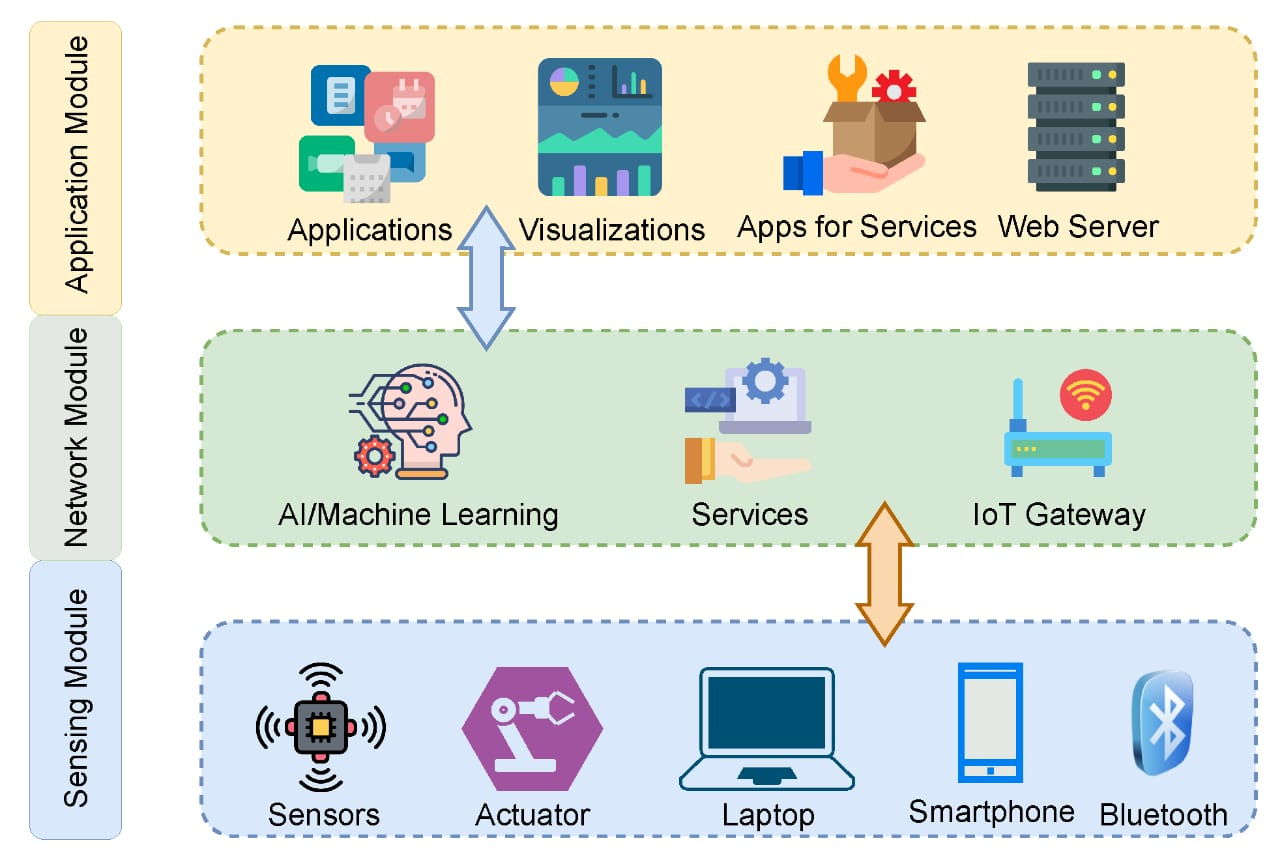 Application Module
Applications
Visualizations
Apps for Services
Web Server
Network Module
</>
AI/Machine Learning
Services
IoT Gateway
Sensing Module
Sensors
Actuator
Laptop
Smartphone
Bluetooth